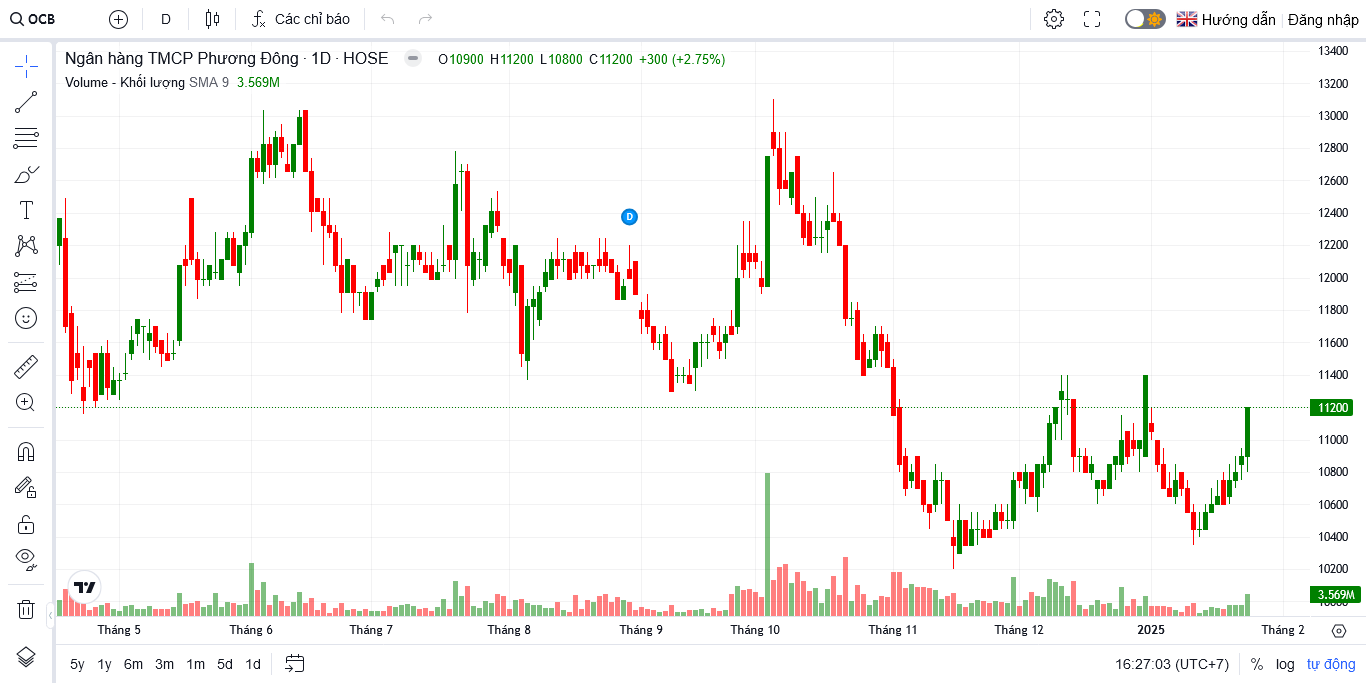 OCB D Các chỉ báo Hướng dẫn Đăng nhập
Ngân hàng TMCP Phương Đông · 1D · HOSE O10900 H11200 L10800 C11200 +300 (+2.75%)
Volume - Khối lượng SMA 9 3.569M
13400
13200
13000
12800
12600
12400
D
12200
12000
11800
11600
11400
11200
11000
10800
10600
10400
10200
3.569M
Tháng 5 Tháng 6 Tháng 7 Tháng 8 Tháng 9 Tháng 10 Tháng 11 Tháng 12 2025 Tháng 2
5y 1y 6m 3m 1m 5d 1d 16:27:03 (UTC+7) % log tự động